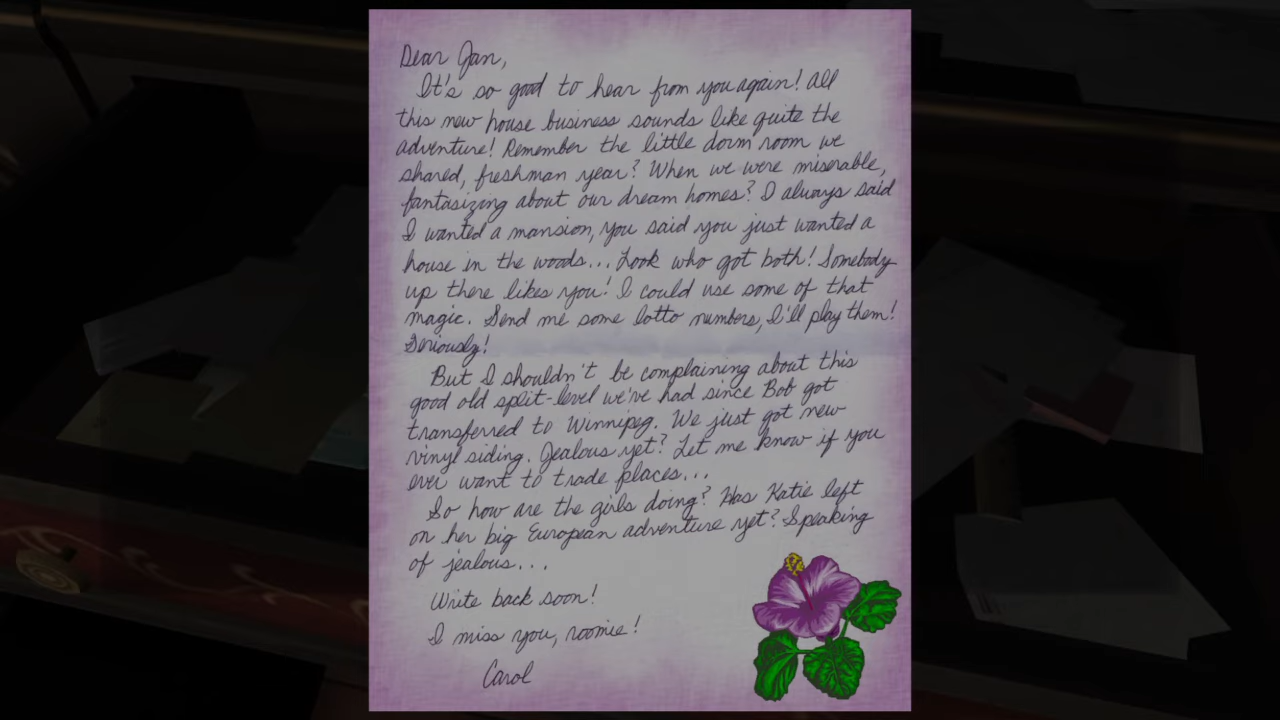 Dear Jan,
It's so good to hear from you again! All
this new house business sounds like quite the
adventure! Remember the little dorm room we
shared, freshman year? When we were miserable,
fantasizing about our dream homes? I always said
I wanted a mansion, you said you just wanted a
house in the woods... Look who got both! Somebody
up there likes you! I could use some of that
magic. Send me some lotto numbers, I'll play them!
Seriously!
But I shouldn't be complaining about this
good old split-level we've had since Bob got
transferred to Winnipeg. We just got new
vinyl siding. Jealous yet? Let me know if you
ever want to trade places...
So how are the girls doing? Has Katie left
on her big European adventure yet? Speaking
of jealous...
Write back soon!
I miss you, roomie!
Carol